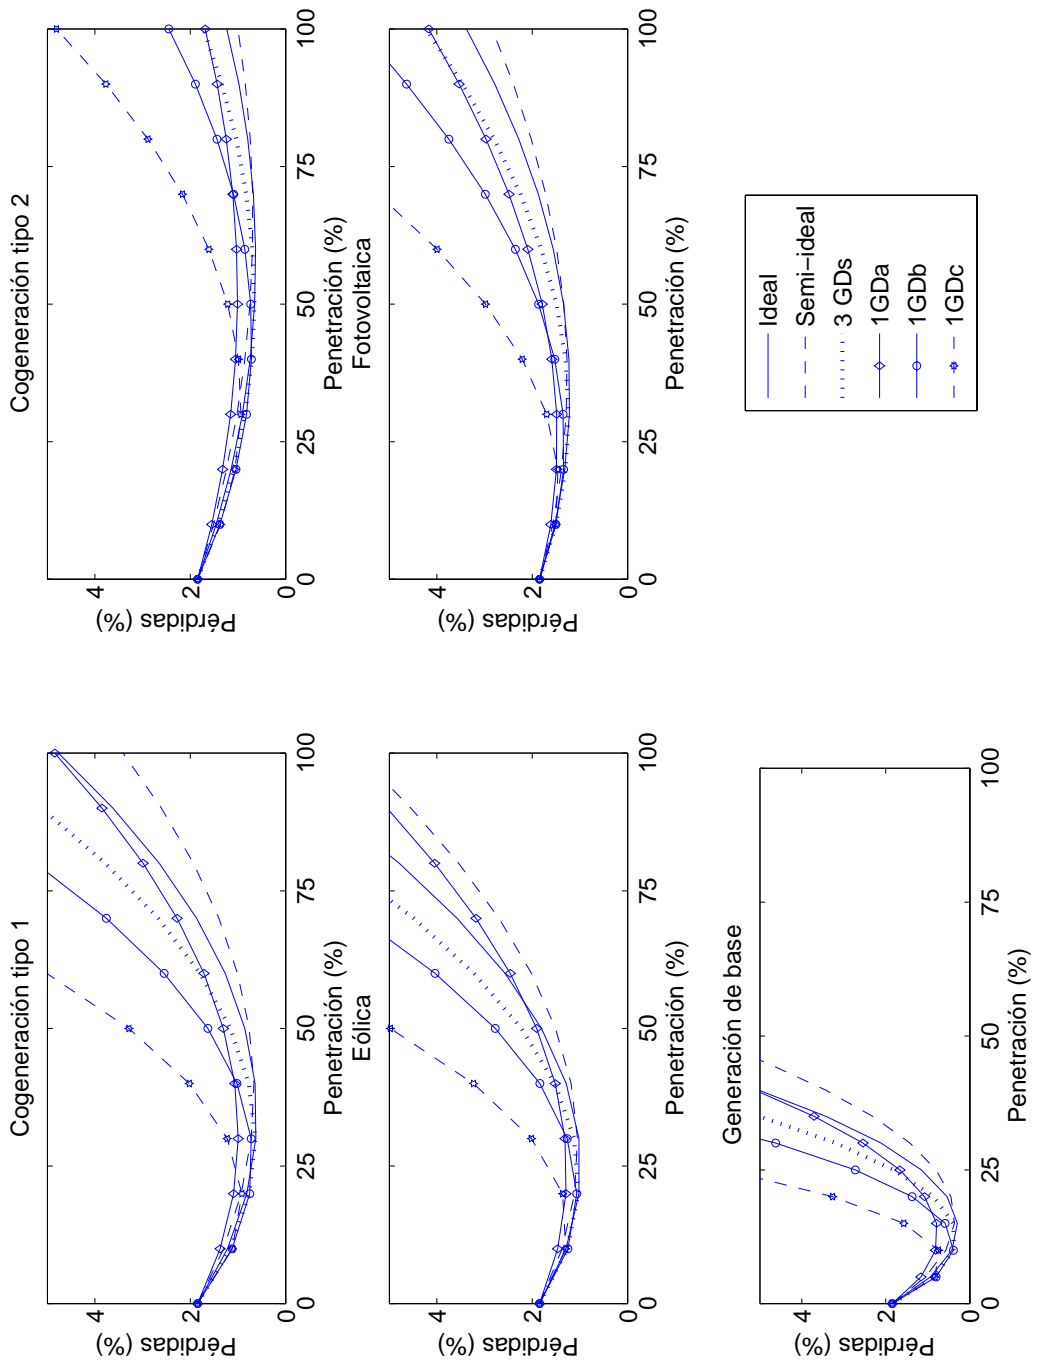 Cogeneración tipo 1
4
2
0
Pérdidas (%)
0
25
50
75
100
Penetración (%)
Cogeneración tipo 2
4
2
0
Pérdidas (%)
0
25
50
75
100
Penetración (%)
Eólica
4
2
0
Pérdidas (%)
0
25
50
75
100
Penetración (%)
Fotovoltaica
4
2
0
Pérdidas (%)
0
25
50
75
100
Penetración (%)
Generación de base
4
2
0
Pérdidas (%)
0
25
50
75
100
Penetración (%)
Ideal
Semi−ideal
3 GDs
1GDa
1GDb
1GDc